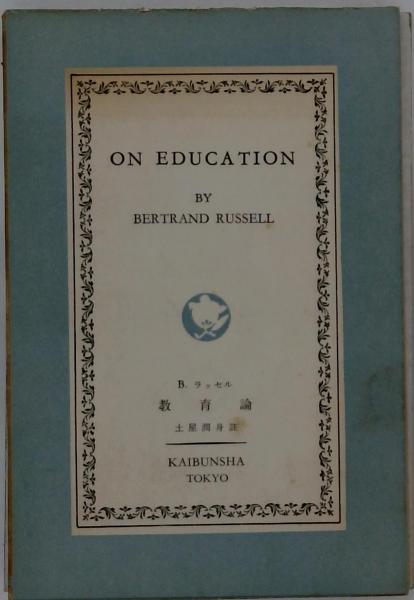 ON EDUCATION
BY
BERTRAND RUSSELL
B. ラッセル
教育論
土屋潤身註
KAIBUNSHA
TOKYO